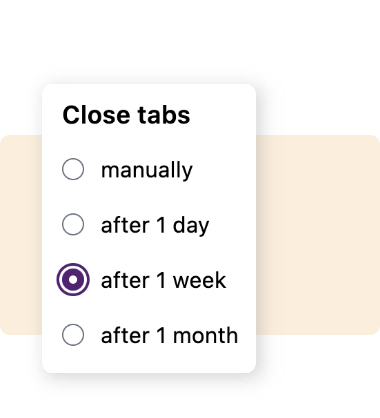 Close tabs
manually
after 1 day
after 1 week
after 1 month